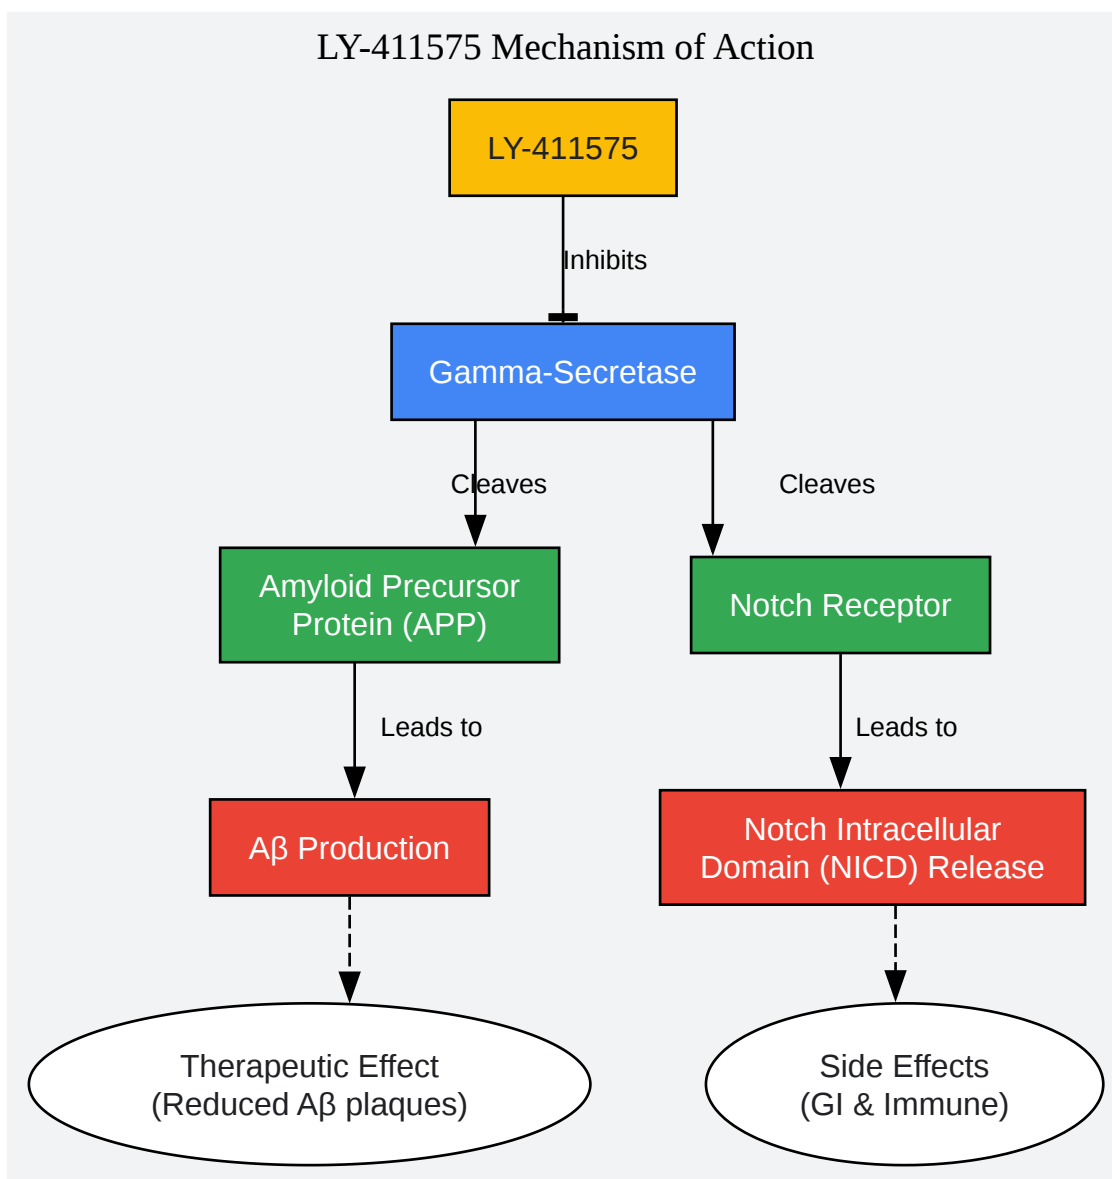 LY-411575 Mechanism of Action
LY-411575
Inhibits
Gamma-Secretase
Cleaves
Cleaves
Amyloid Precursor
Protein (APP)
Notch Receptor
Leads to
Leads to
Aβ Production
Notch Intracellular
Domain (NICD) Release
Therapeutic Effect
(Reduced Aβ plaques)
Side Effects
(GI & Immune)